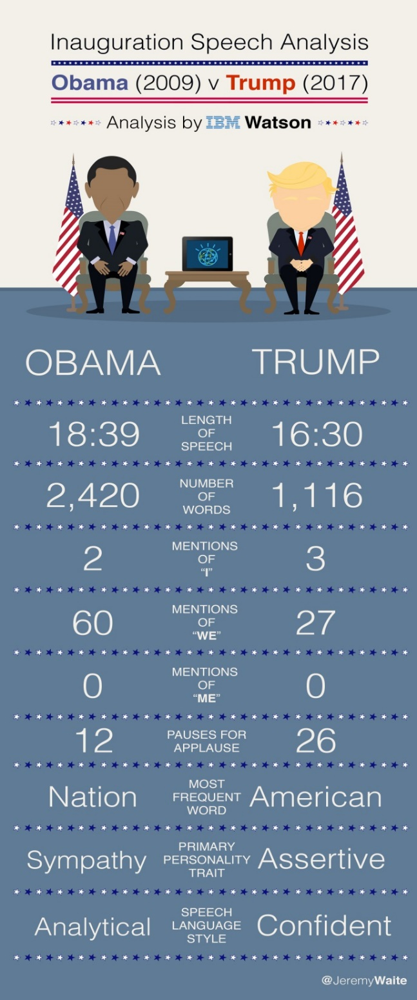 Inauguration Speech Analysis
Obama (2009) v Trump (2017)
Analysis by IBM Watson
OBAMA TRUMP
18:39 LENGTH OF SPEECH 16:30
2,420 NUMBER OF WORDS 1,116
2 MENTIONS OF “I” 3
60 MENTIONS OF “WE” 27
0 MENTIONS OF “ME” 0
12 PAUSES FOR APPLAUSE 26
Nation MOST FREQUENT WORD American
Sympathy PRIMARY PERSONALITY TRAIT Assertive
Analytical SPEECH LANGUAGE STYLE Confident
@JeremyWaite